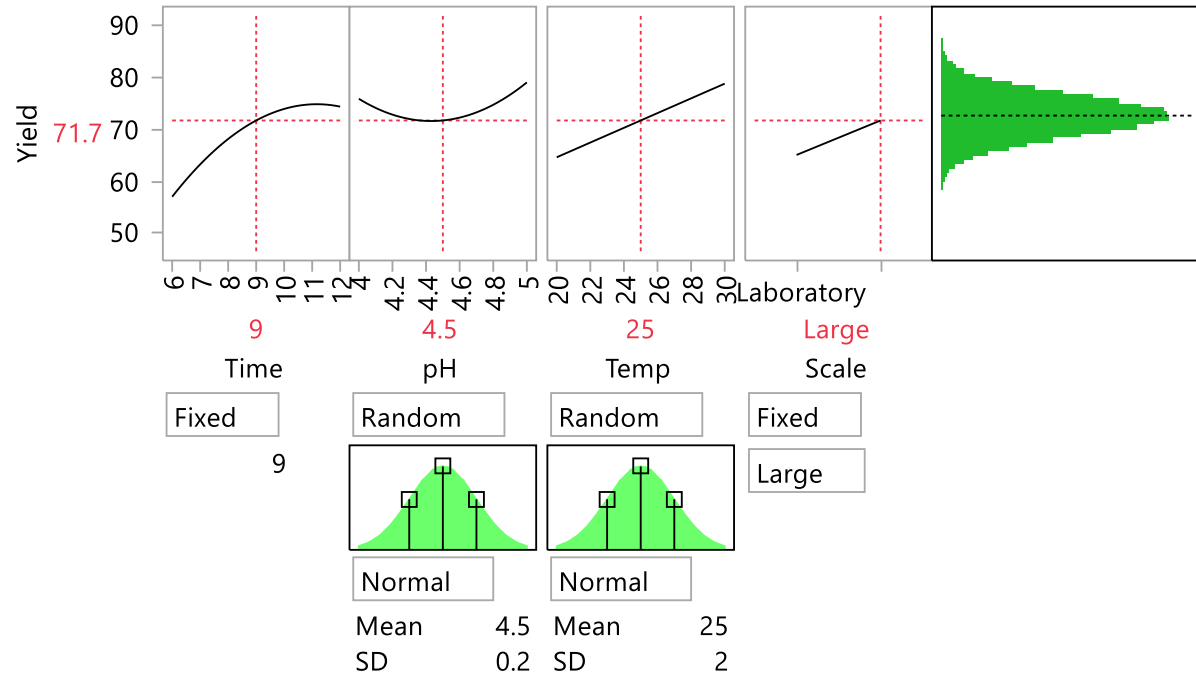 90
80
Yield
71.7
70
60
50
6 7 8 9 10 11 12 4 4.2 4.4 4.6 4.8 5 20 22 24 26 28 30 Laboratory
9 4.5 25 Large
Time pH Temp Scale
Fixed Random Random Fixed
9 Large
Normal Normal
Mean 4.5 Mean 25
SD 0.2 SD 2